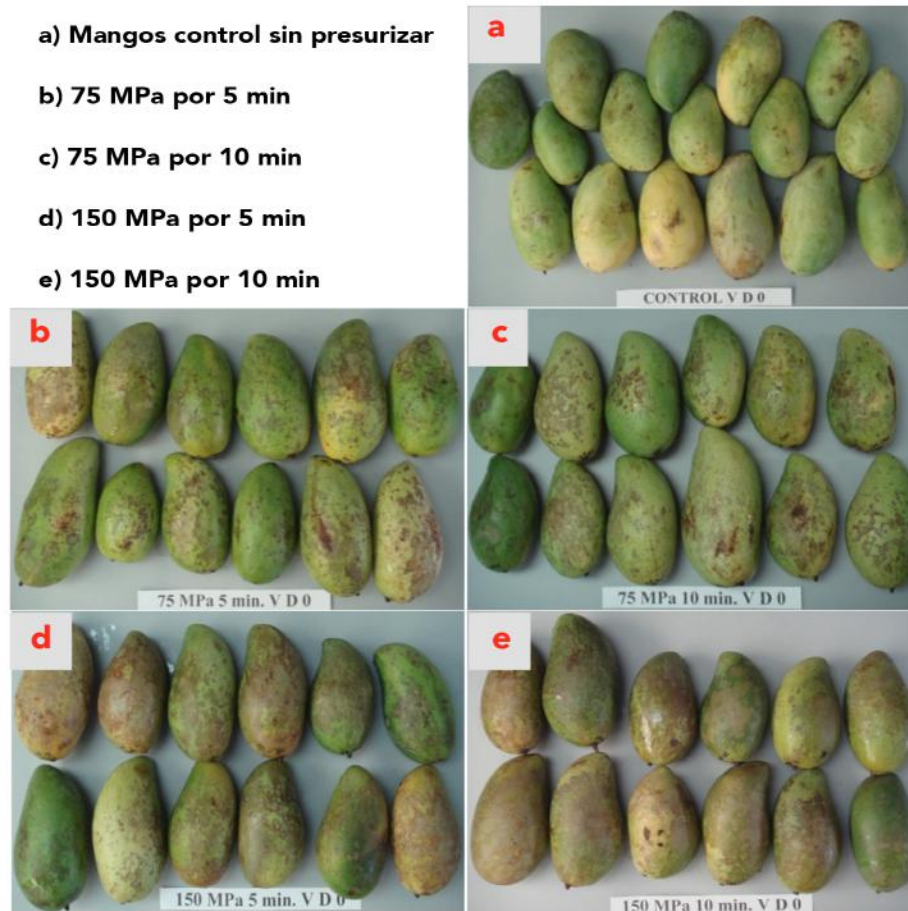 a) Mangos control sin presurizar
b) 75 MPa por 5 min
c) 75 MPa por 10 min
d) 150 MPa por 5 min
e) 150 MPa por 10 min
a
CONTROL V D 0
b
75 MPa 5 min. V D 0
c
75 MPa 10 min. V D 0
d
150 MPa 5 min. V D 0
e
150 MPa 10 min. V D 0